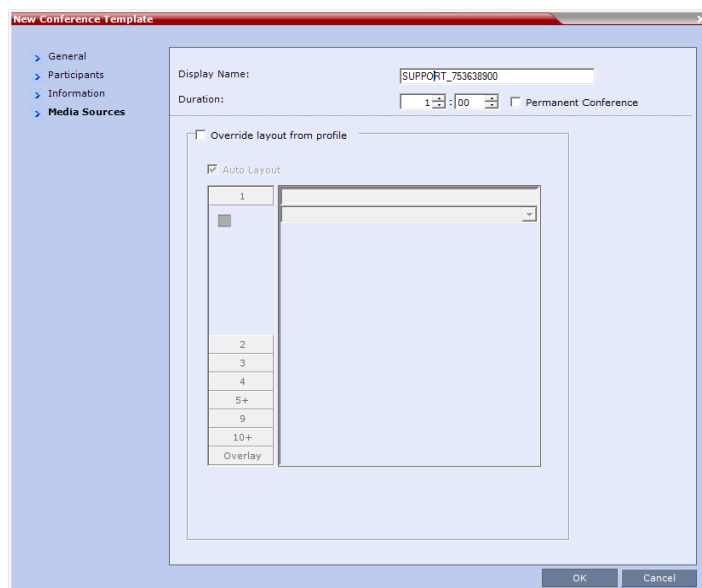 New Conference Template
General
Participants
Information
Media Sources
Display Name:
SUPPORT_753638900
Duration:
1 : 00
Permanent Conference
Override layout from profile
Auto Layout
1
2
3
4
5+
9
10+
Overlay
OK
Cancel